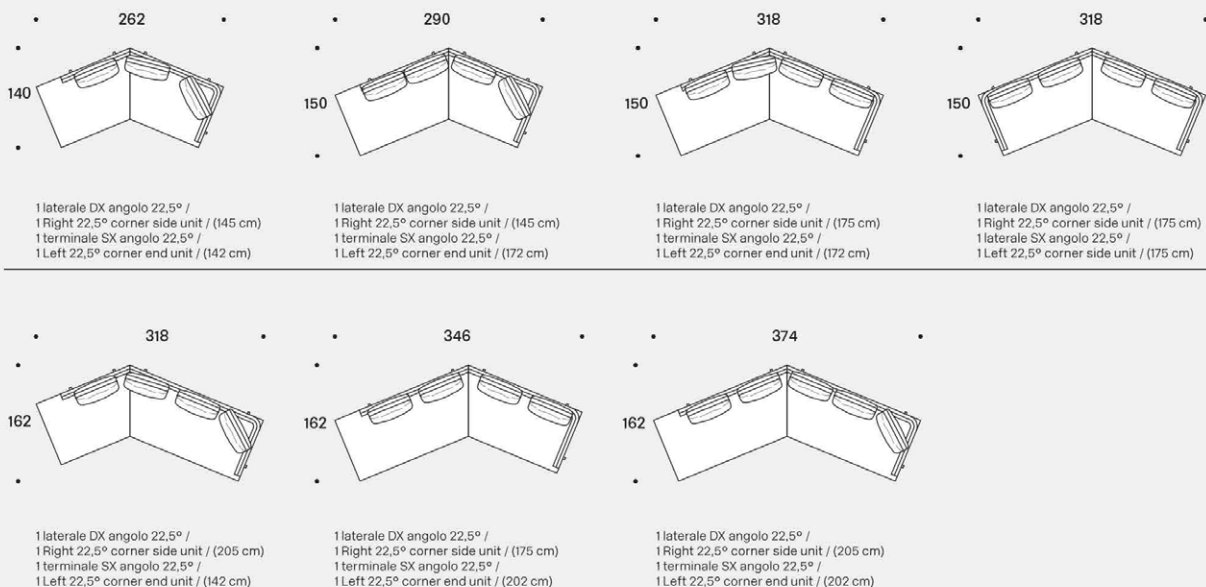 262
140
1 laterale DX angolo 22,5° /
1 Right 22,5° corner side unit / (145 cm)
1 terminale SX angolo 22,5° /
1 Left 22,5° corner end unit / (142 cm)
290
150
1 laterale DX angolo 22,5° /
1 Right 22,5° corner side unit / (145 cm)
1 terminale SX angolo 22,5° /
1 Left 22,5° corner end unit / (172 cm)
318
150
1 laterale DX angolo 22,5° /
1 Right 22,5° corner side unit / (175 cm)
1 terminale SX angolo 22,5° /
1 Left 22,5° corner end unit / (172 cm)
318
150
1 laterale DX angolo 22,5° /
1 Right 22,5° corner side unit / (175 cm)
1 laterale SX angolo 22,5° /
1 Left 22,5° corner side unit / (175 cm)
318
162
1 laterale DX angolo 22,5° /
1 Right 22,5° corner side unit / (205 cm)
1 terminale SX angolo 22,5° /
1 Left 22,5° corner end unit / (142 cm)
346
162
1 laterale DX angolo 22,5° /
1 Right 22,5° corner side unit / (175 cm)
1 terminale SX angolo 22,5° /
1 Left 22,5° corner end unit / (202 cm)
374
162
1 laterale DX angolo 22,5° /
1 Right 22,5° corner side unit / (205 cm)
1 terminale SX angolo 22,5° /
1 Left 22,5° corner end unit / (202 cm)